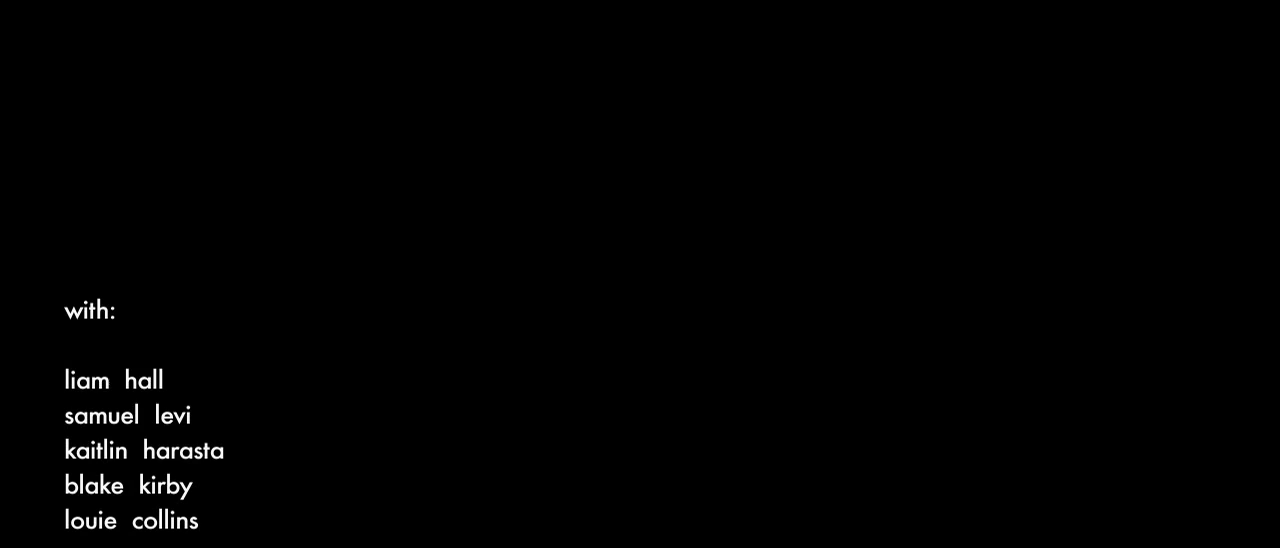 with:
liam hall
samuel levi
kaitlin harasta
blake kirby
louie collins